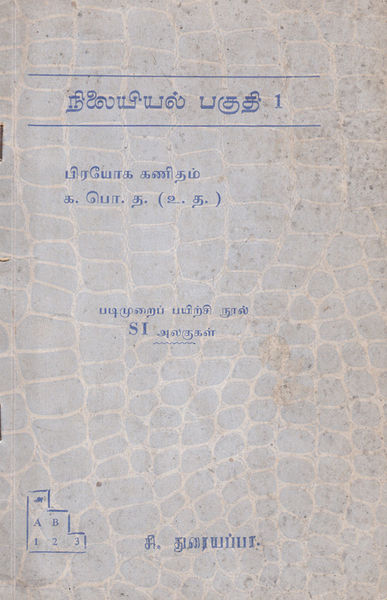 நிலையியல் பகுதி 1
பிரயோக கணிதம்
க. பொ. த. (உ. த.)
படிமுறைப் பயிற்சி நூல்
SI அலகுகள்
அ
A B
1 2 3
சி. துரையப்பா.